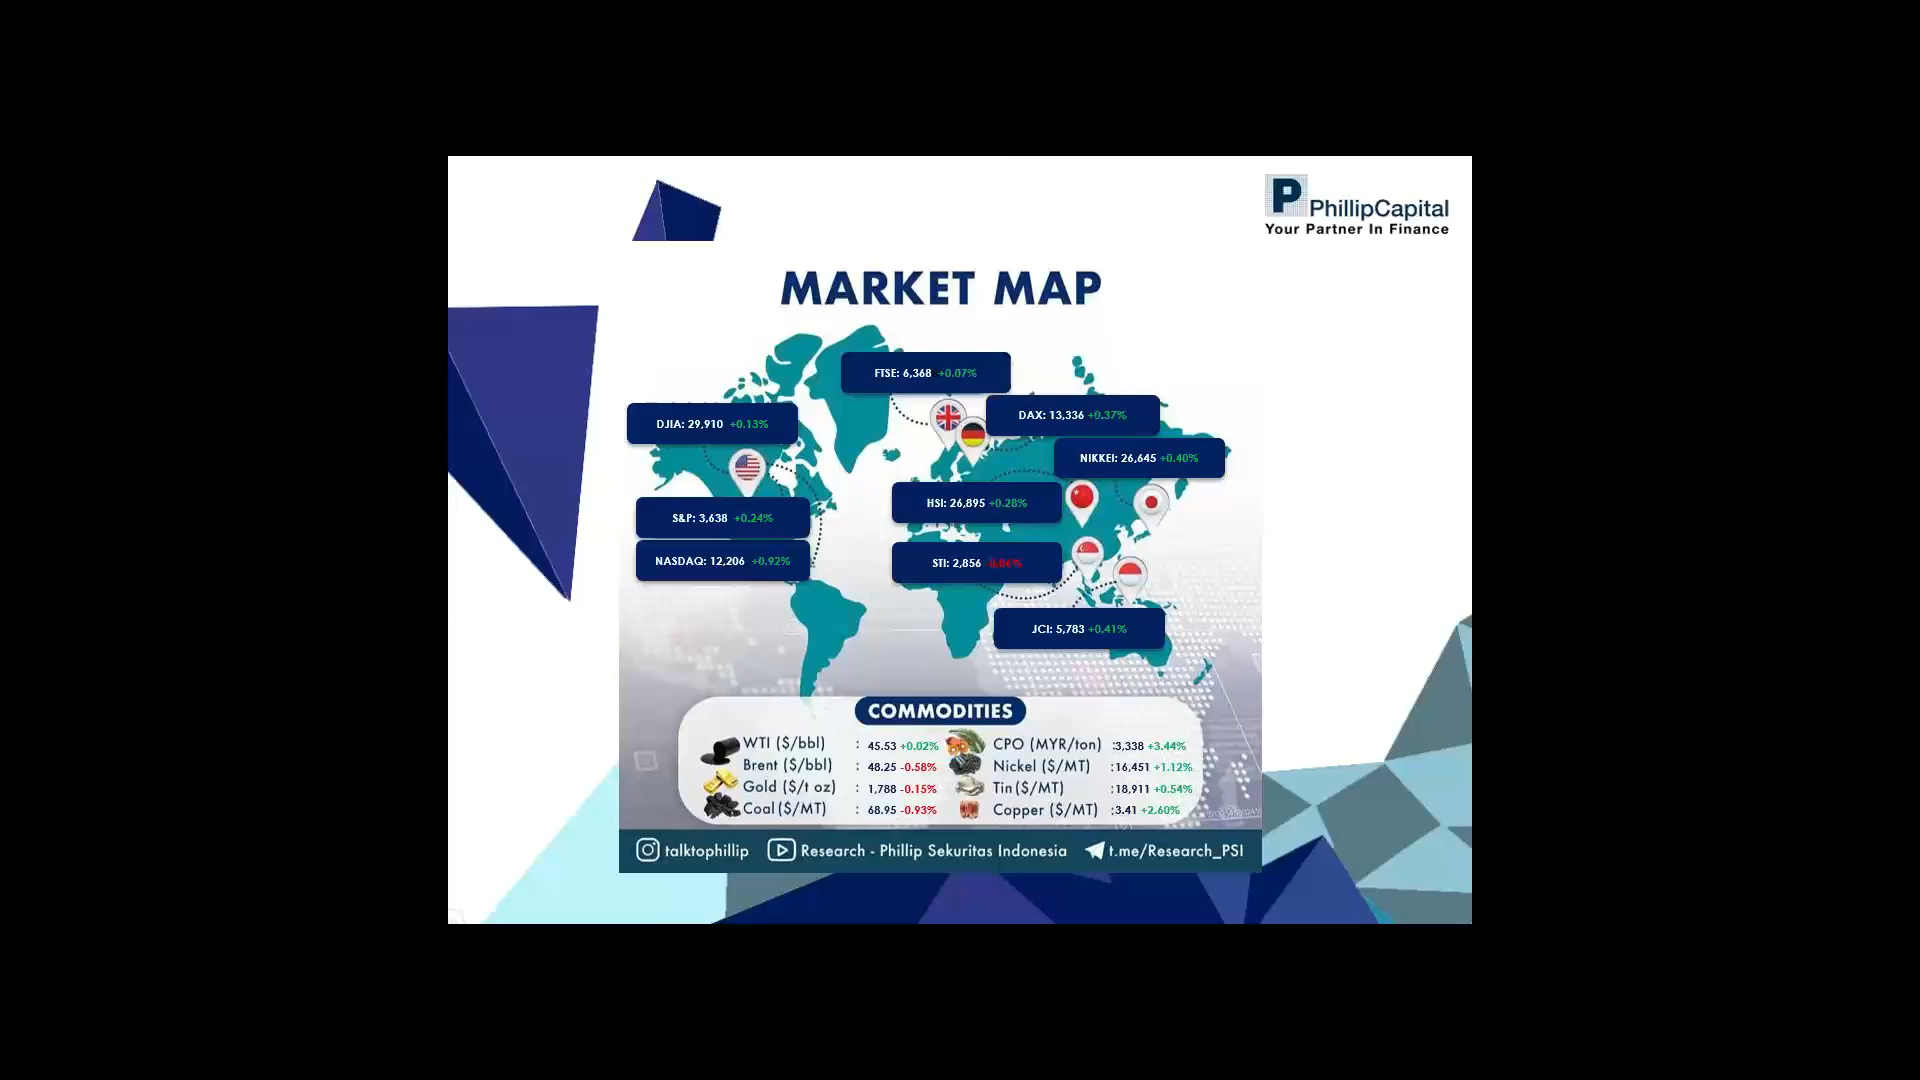 PhillipCapital
Your Partner In Finance
MARKET MAP
FTSE: 6,368 +0.07%
DJIA: 29,910 +0.13%
DAX: 13,336 +0.37%
NIKKEI: 26,645 +0.40%
S&P: 3,638 +0.24%
HSI: 26,895 +0.28%
NASDAQ: 12,206 +0.92%
STI: 2,856
JCI: 5,783 +0.41%
COMMODITIES
WTI ($/bbl) : 45.53 +0.02%
Brent ($/bbl) : 48.25 -0.58%
Gold ($/t oz) : 1,788 -0.15%
Coal ($/MT) : 68.95 -0.93%
CPO (MYR/ton) :3,338 +3.44%
Nickel ($/MT) :16,451 +1.12%
Tin ($/MT) :18,911 +0.54%
Copper ($/MT) :3.41 +2.60%
talktophillip Research - Phillip Sekuritas Indonesia t.me/Research_PSI